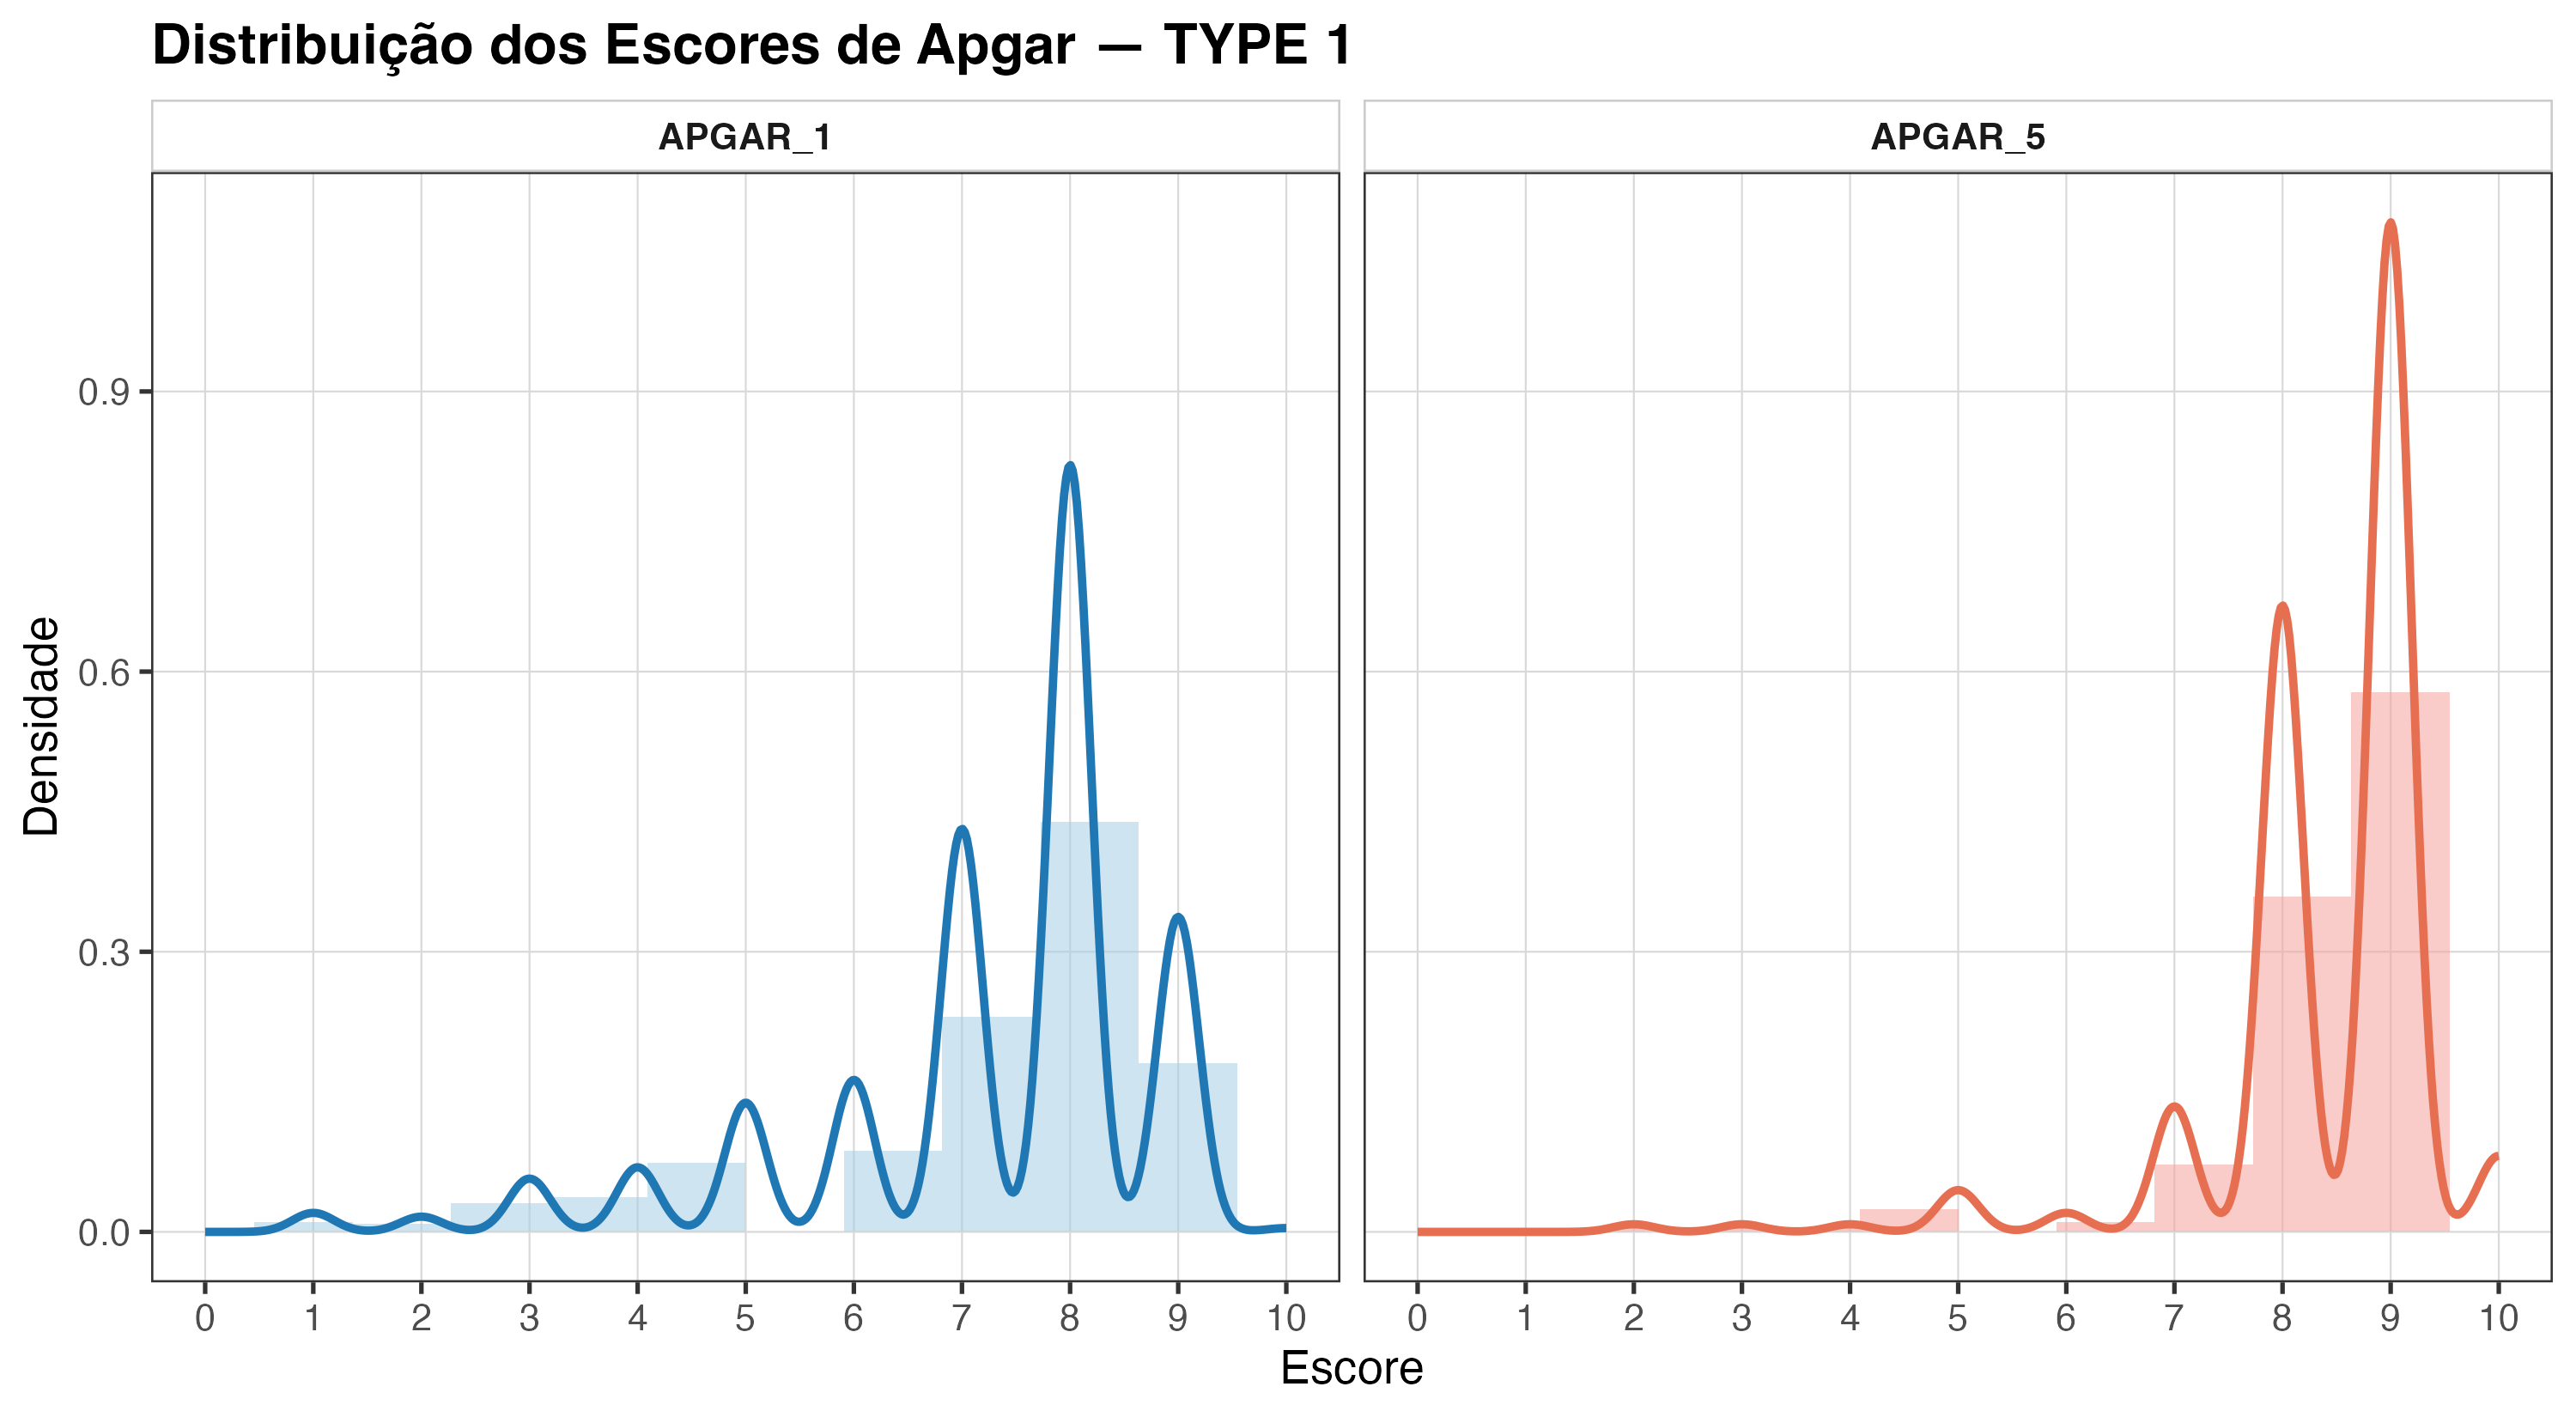 Distribuição dos Escores de Apgar — TYPE 1
APGAR_1
APGAR_5
Densidade
0.9
0.6
0.3
0.0
0 1 2 3 4 5 6 7 8 9 10
0 1 2 3 4 5 6 7 8 9 10
Escore